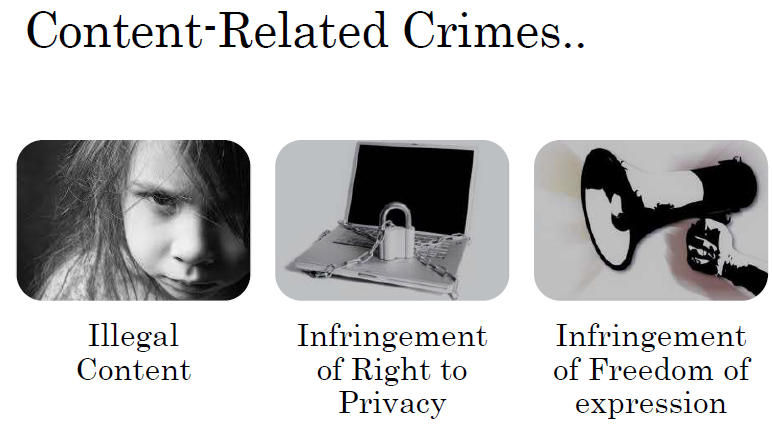 Content-Related Crimes..
Illegal
Content
Infringement
of Right to
Privacy
Infringement
of Freedom of
expression